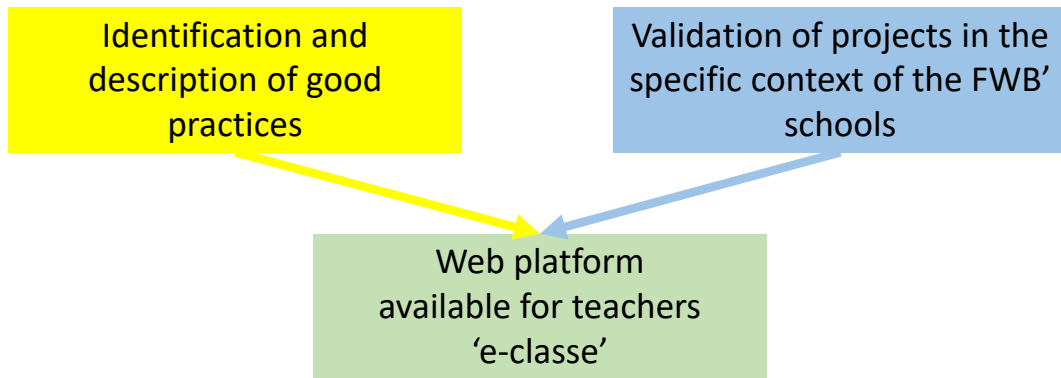 Identification and
description of good
practices
Validation of projects in the
specific context of the FWB’
schools
Web platform
available for teachers
‘e-classe’